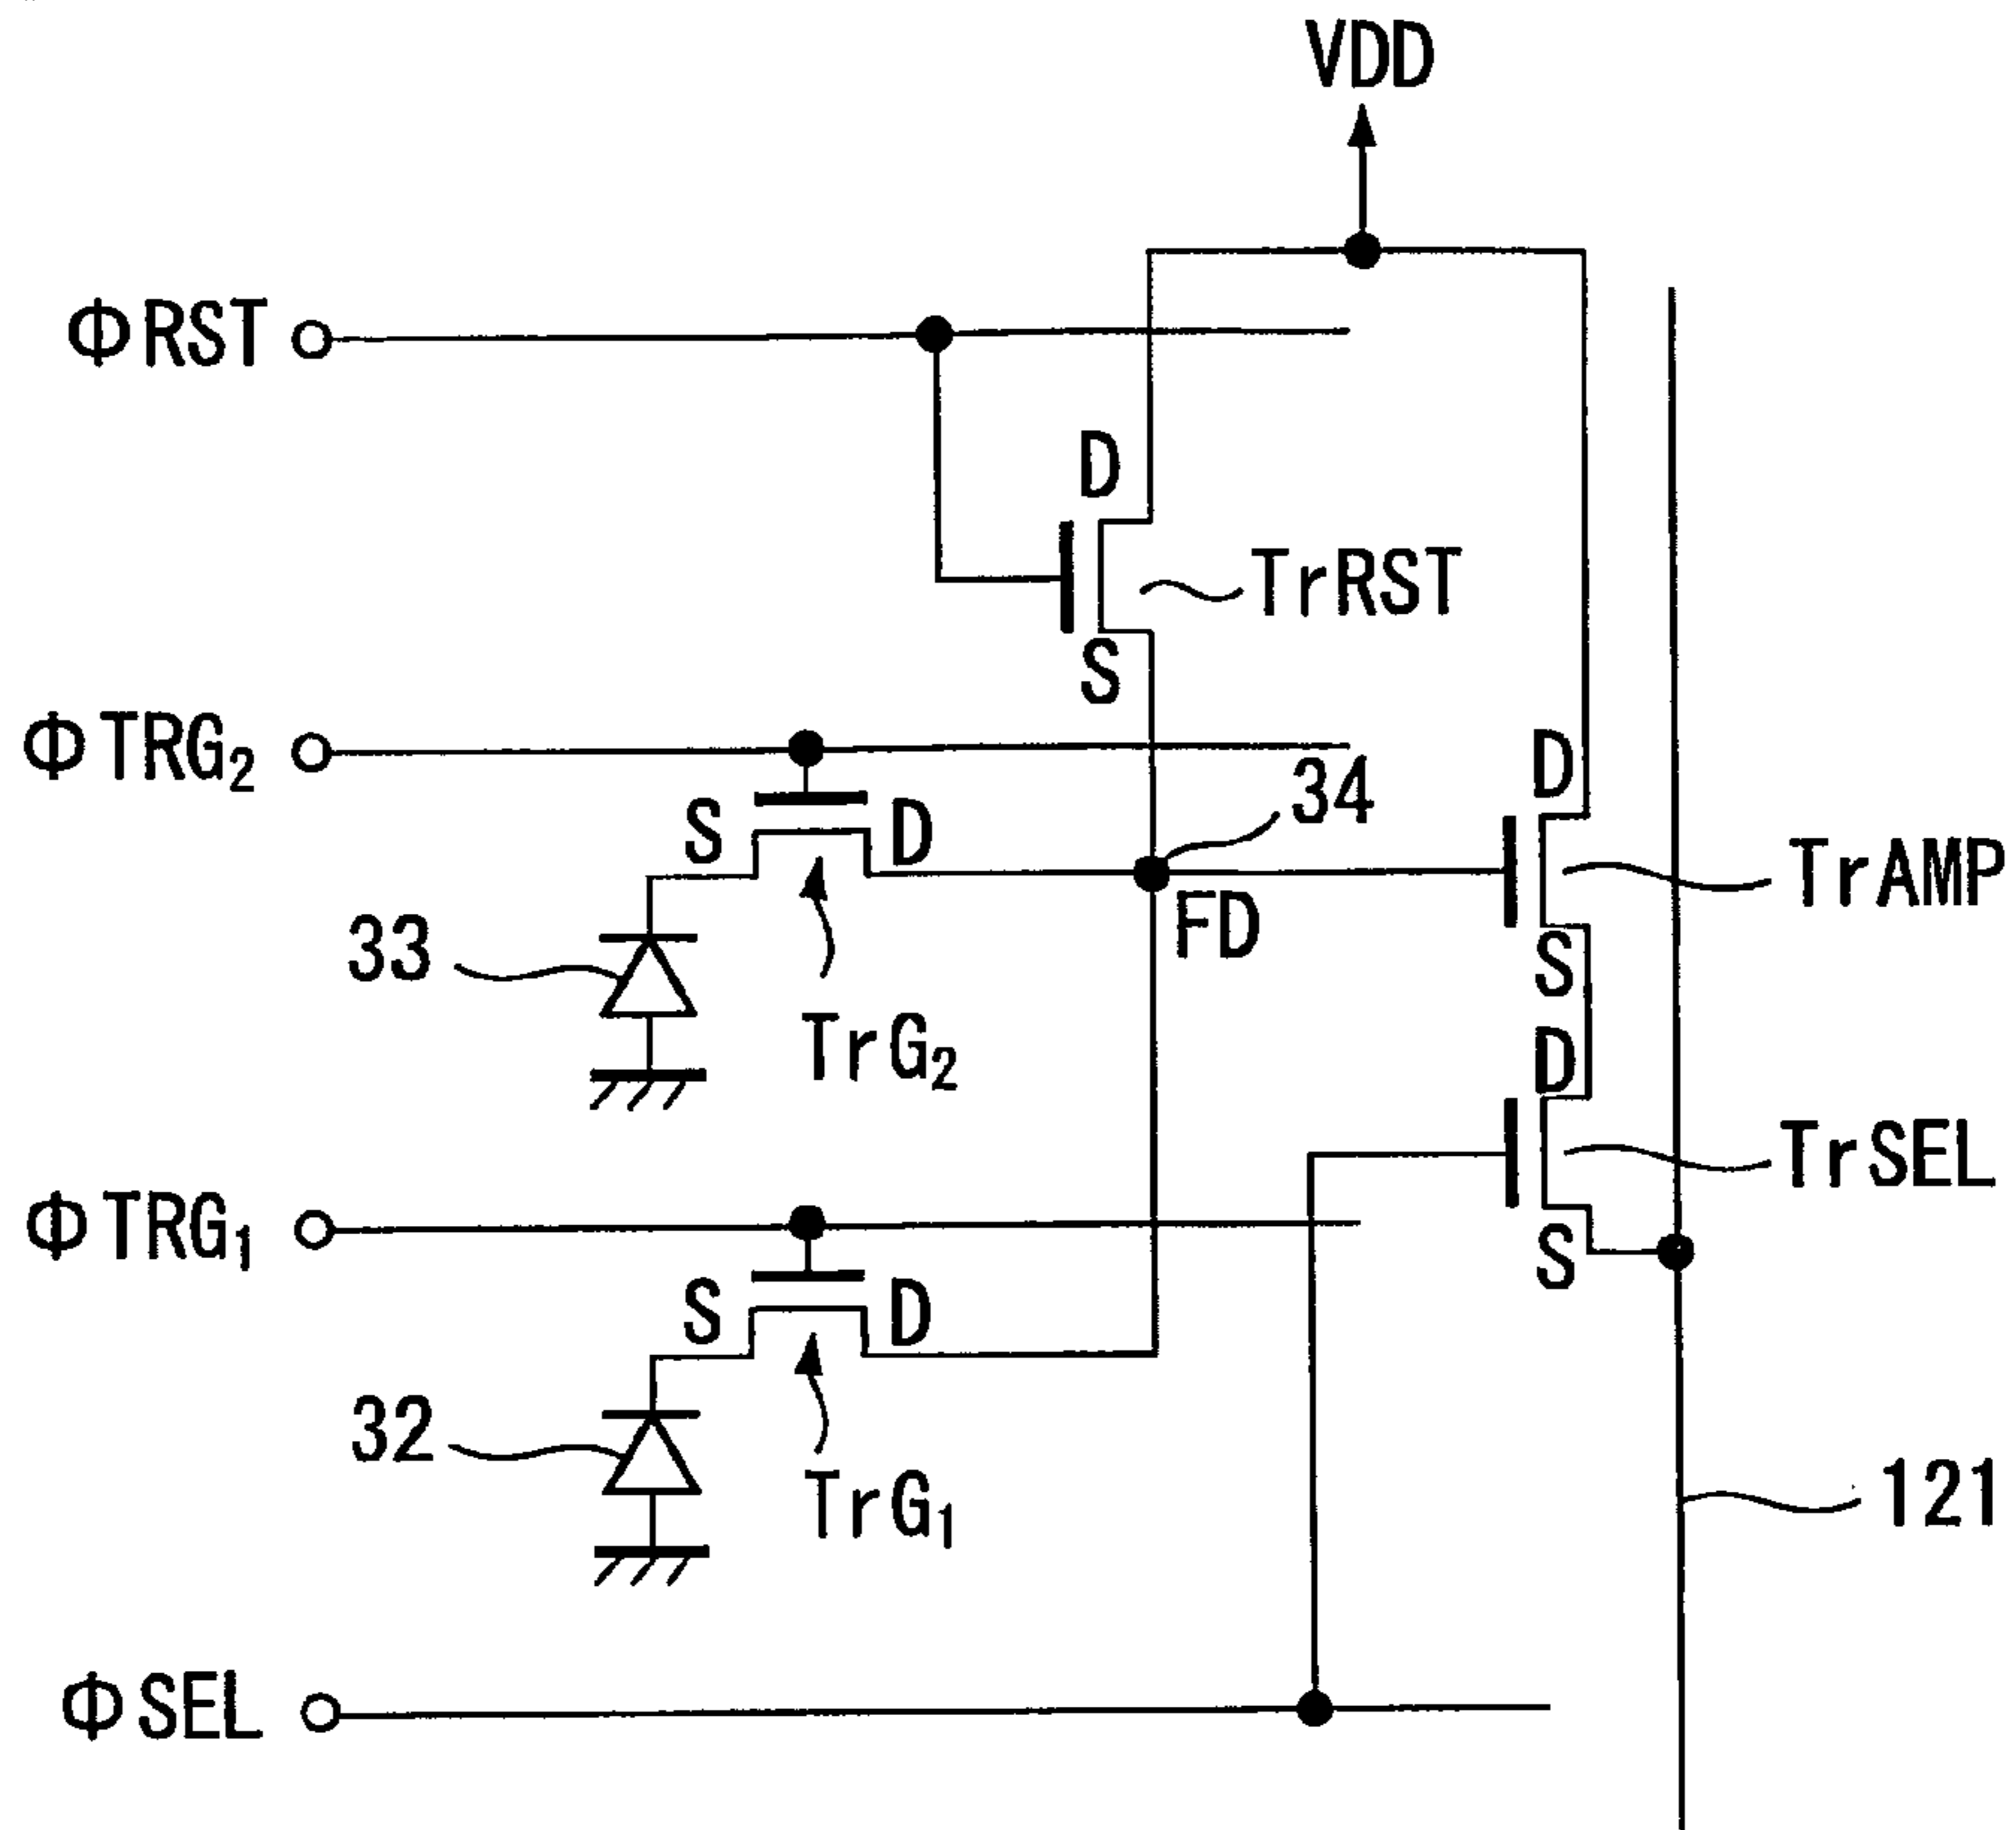 VDD
ΦRST
D
TrRST
S
ΦTRG₂
34
D
S
D
TrAMP
FD
33
S
TrG₂
D
TrSEL
ΦTRG₁
S
S
D
32
TrG₁
121
ΦSEL